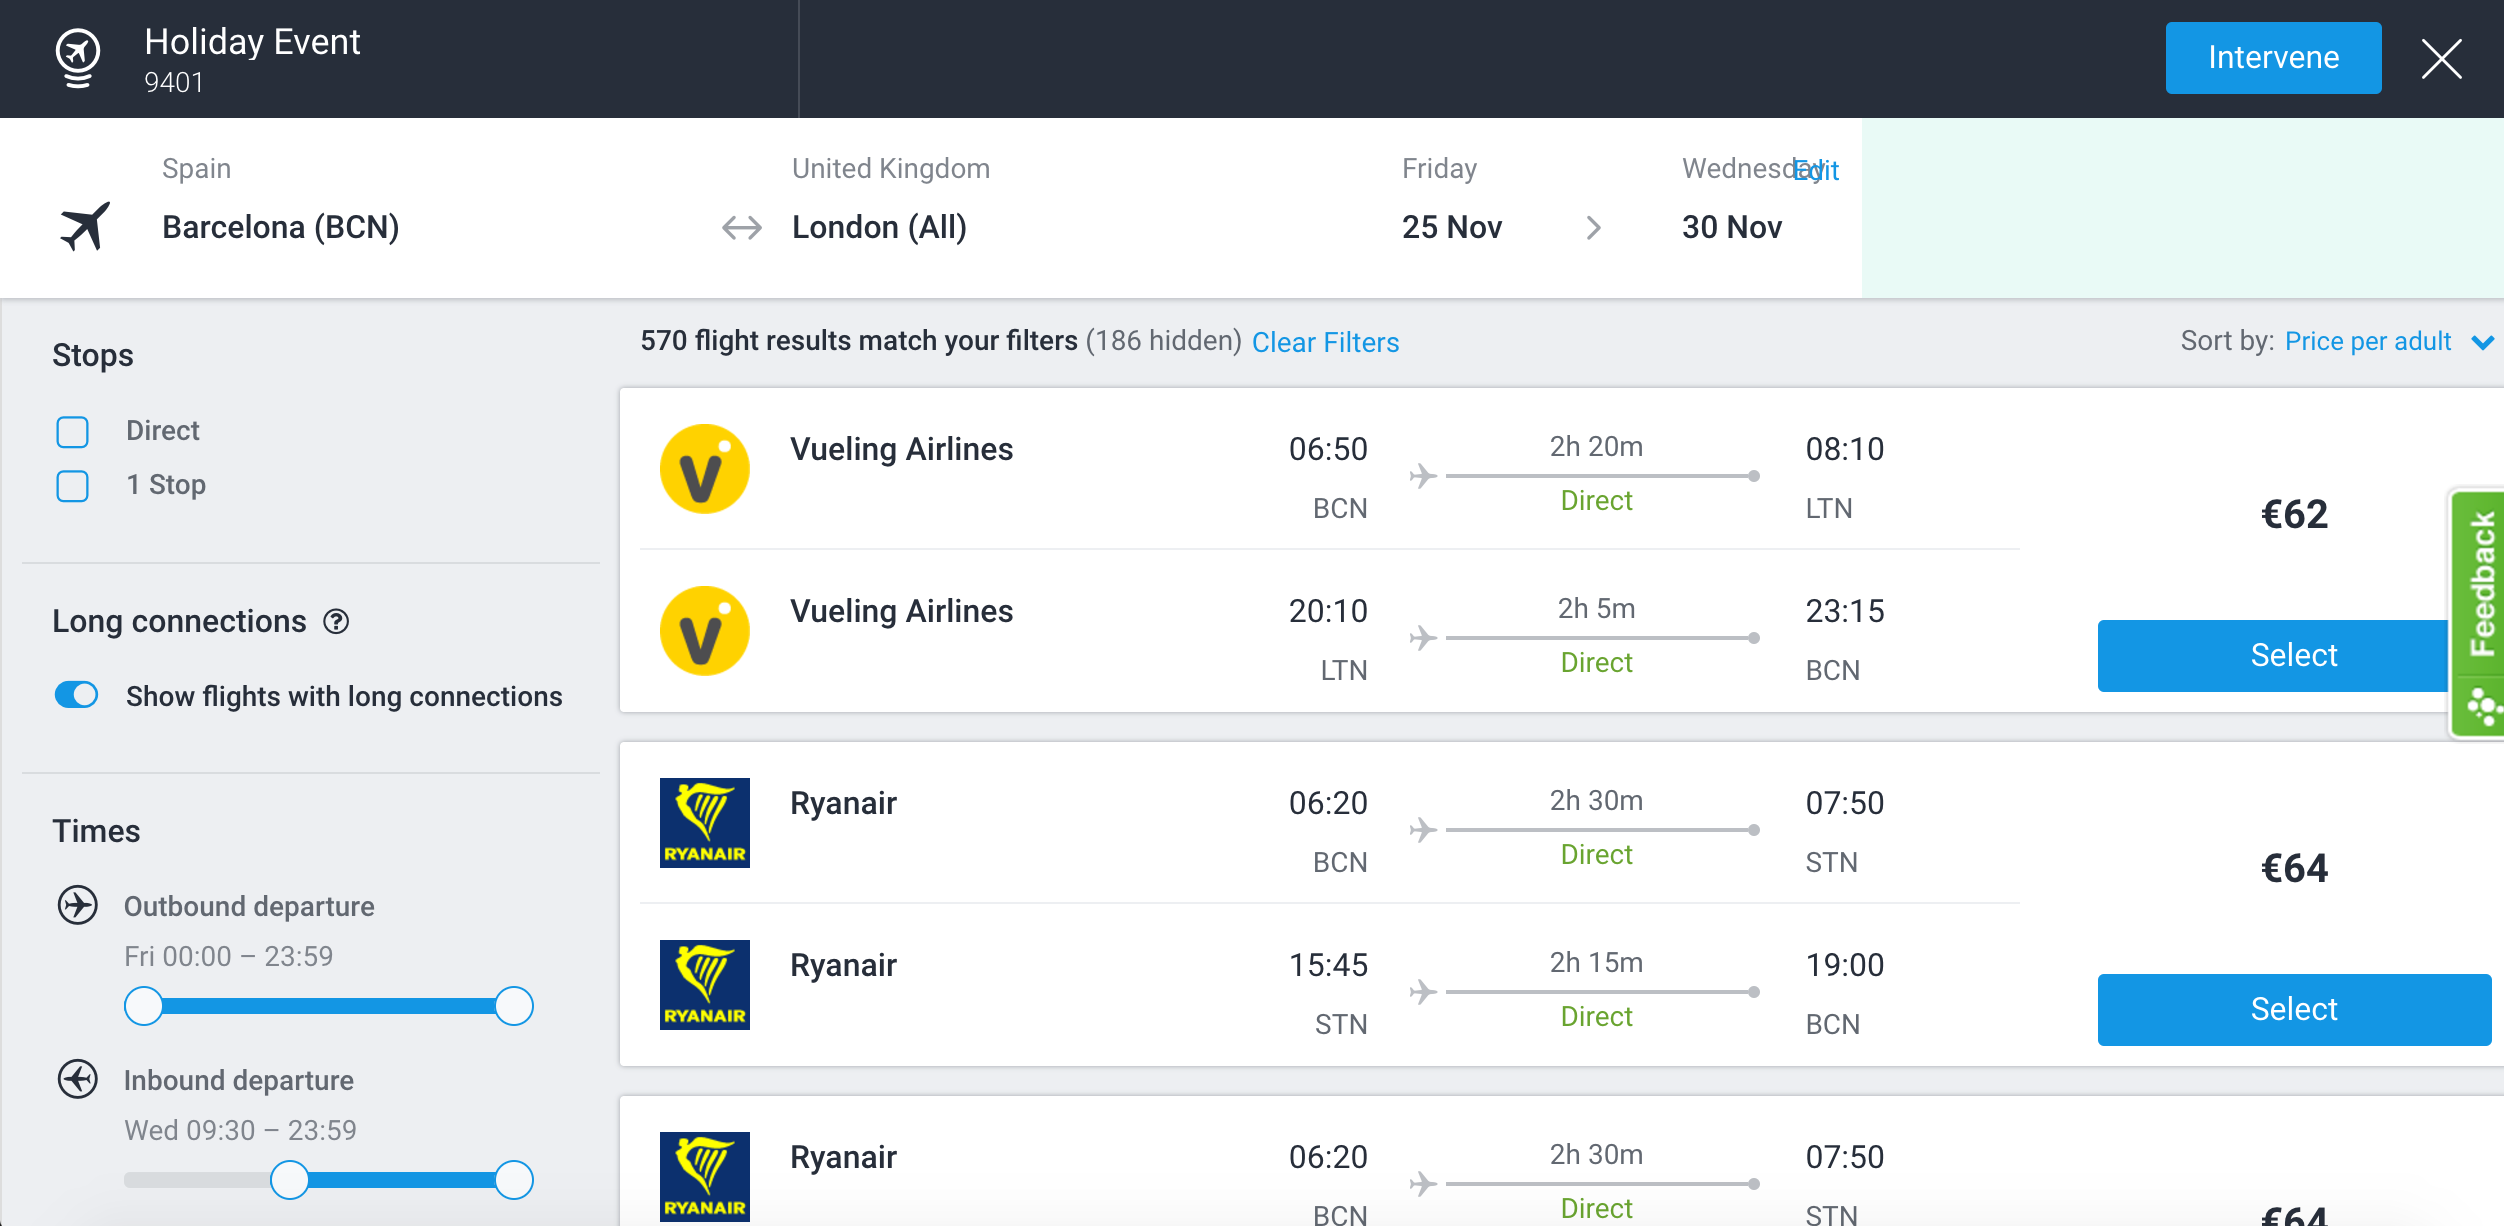 Holiday Event
9401
Intervene
Spain
Barcelona (BCN)
United Kingdom
London (All)
Friday
25 Nov
Wednesday
30 Nov
Edit
Stops
Direct
1 Stop
Long connections ?
Show flights with long connections
Times
Outbound departure
Fri 00:00 – 23:59
Inbound departure
Wed 09:30 – 23:59
570 flight results match your filters (186 hidden) Clear Filters
Sort by: Price per adult
Vueling Airlines
06:50
BCN
2h 20m
Direct
08:10
LTN
Vueling Airlines
20:10
LTN
2h 5m
Direct
23:15
BCN
€62
Select
RYANAIR
Ryanair
06:20
BCN
2h 30m
Direct
07:50
STN
RYANAIR
Ryanair
15:45
STN
2h 15m
Direct
19:00
BCN
€64
Select
RYANAIR
Ryanair
06:20
BCN
2h 30m
Direct
07:50
STN
€64
Feedback